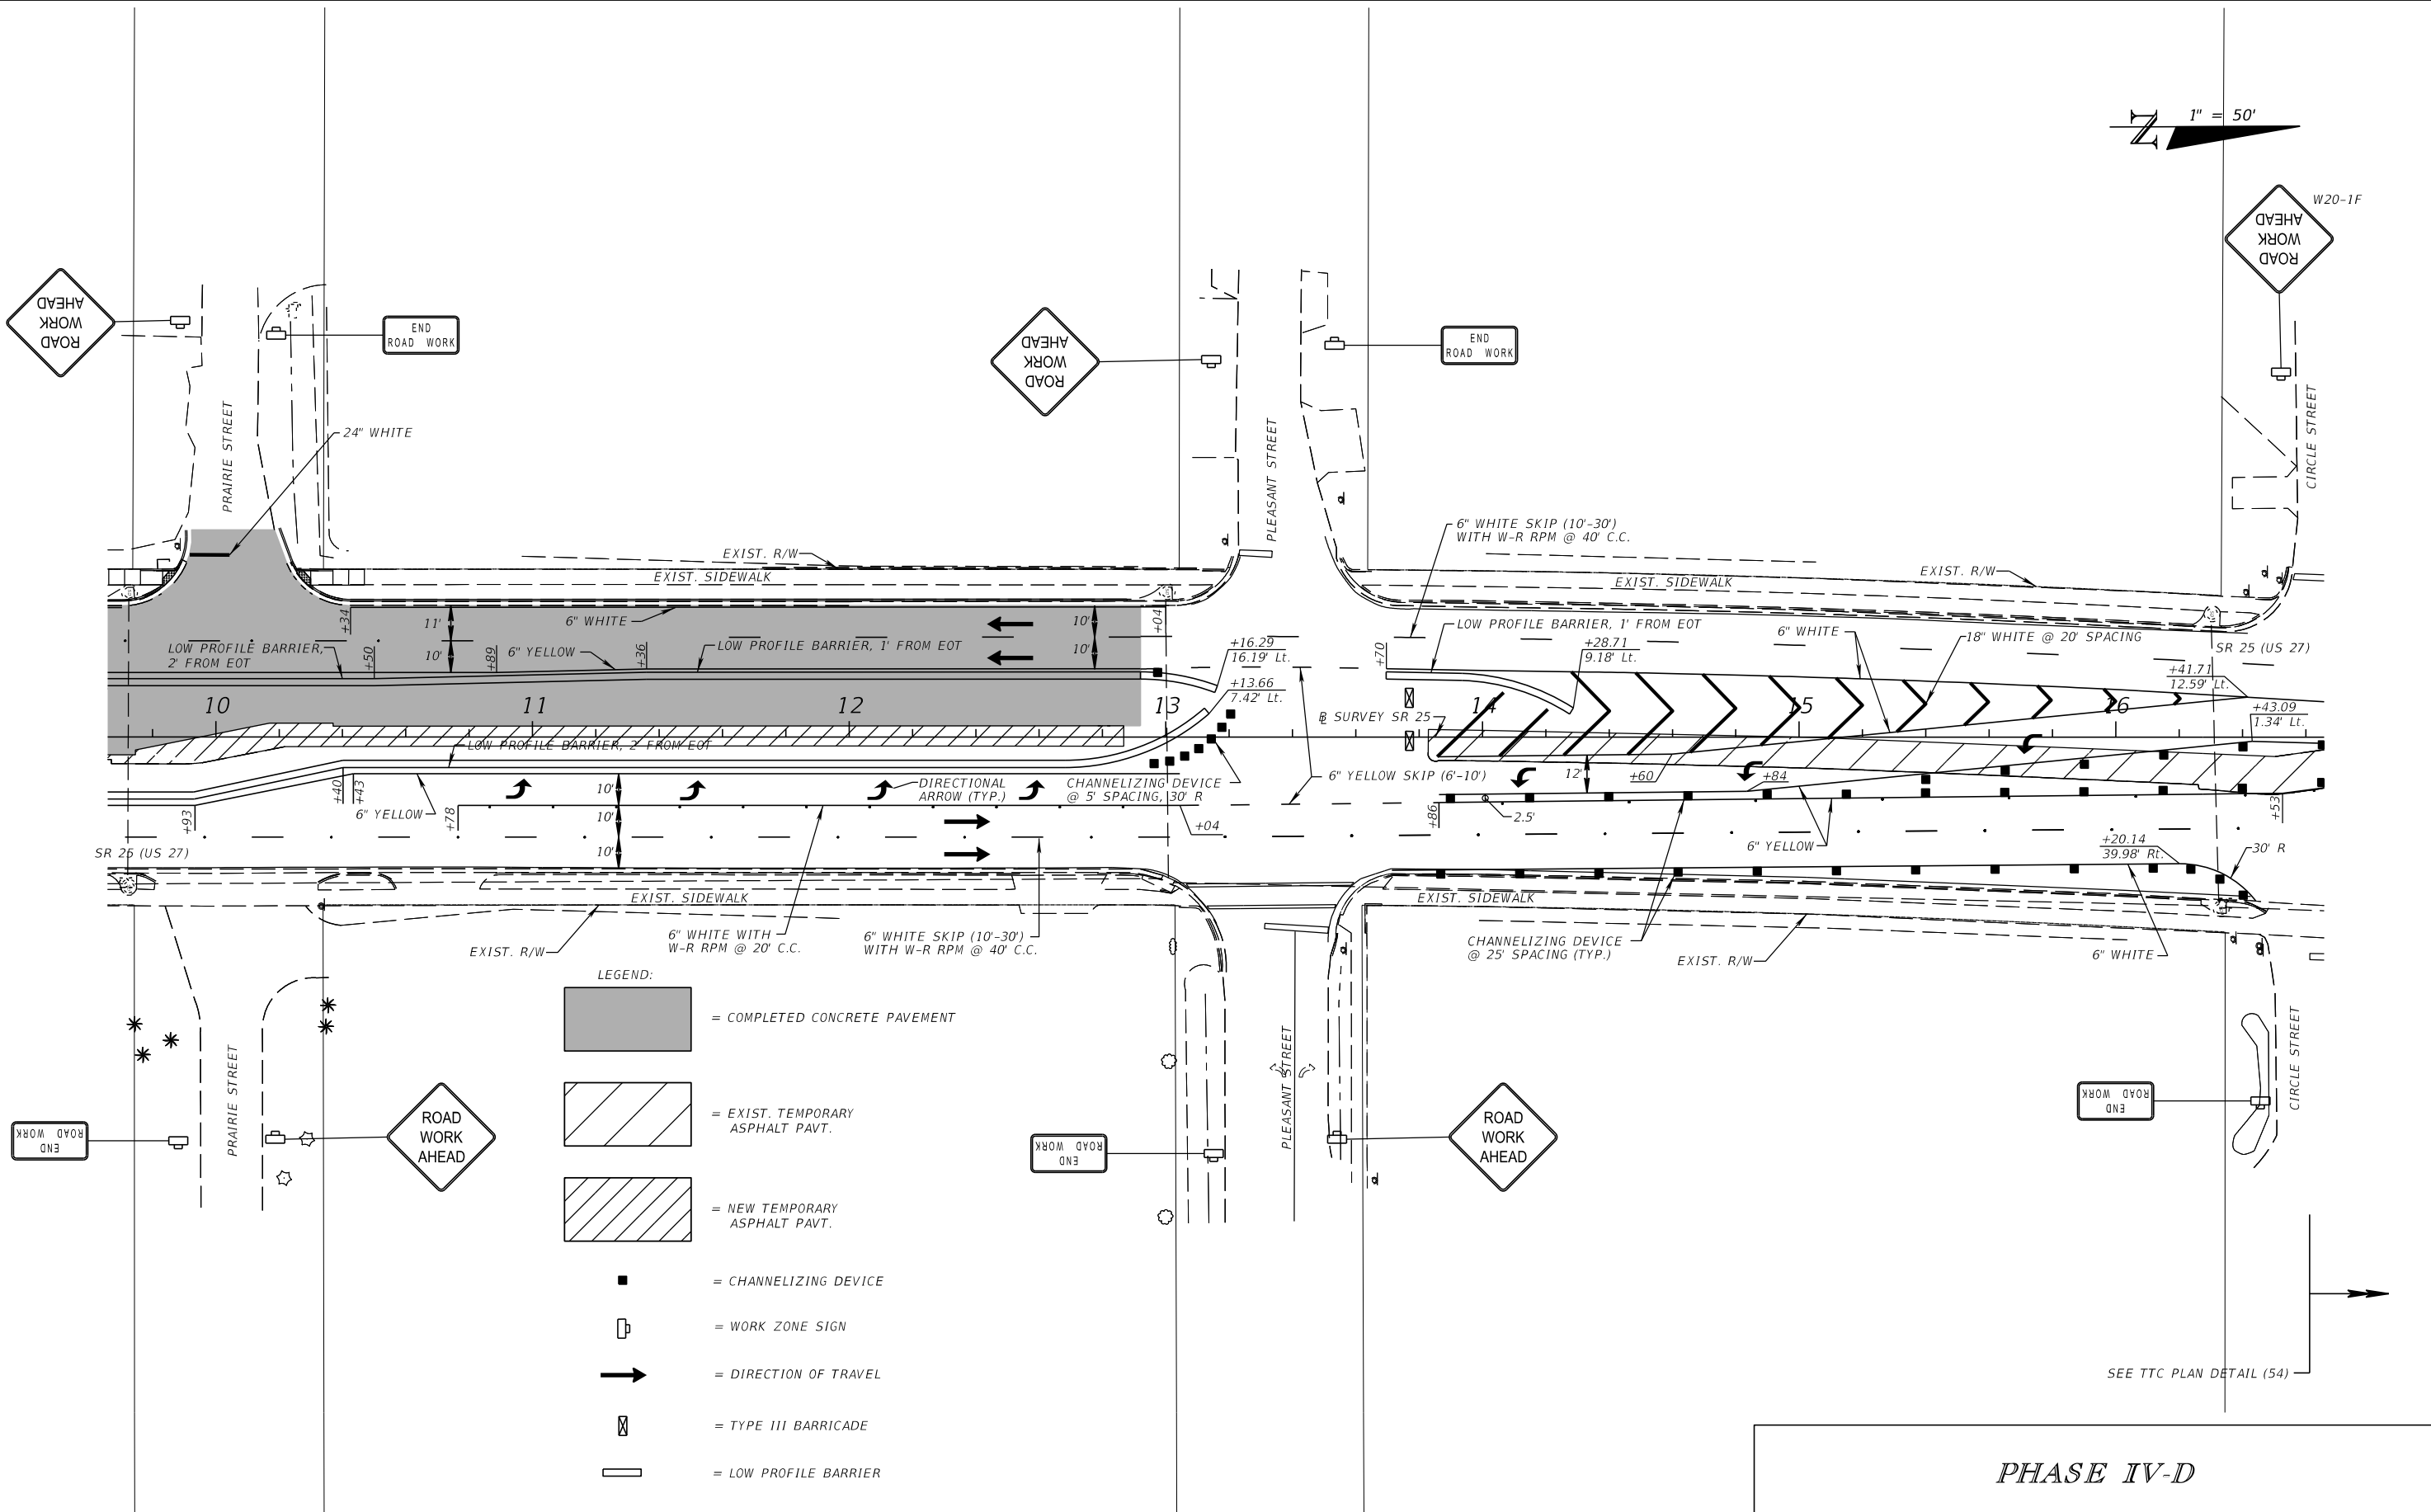 1" = 50'
W20-1F
ROAD
WORK
AHEAD
ROAD
WORK
AHEAD
END
ROAD WORK
ROAD
WORK
AHEAD
END
ROAD WORK
PRAIRIE STREET
24" WHITE
PLEASANT STREET
CIRCLE STREET
6" WHITE SKIP (10'-30')
WITH W-R RPM @ 40' C.C.
EXIST. R/W
EXIST. SIDEWALK
EXIST. R/W
EXIST. SIDEWALK
+34
11'
6" WHITE
10'
+04
LOW PROFILE BARRIER,
2' FROM EOT
+50
10'
+89
6" YELLOW
+36
LOW PROFILE BARRIER, 1' FROM EOT
10'
+16.29
16.19' Lt.
+13.66
7.42' Lt.
+70
LOW PROFILE BARRIER, 1' FROM EOT
+28.71
9.18' Lt.
6" WHITE
18" WHITE @ 20' SPACING
SR 25 (US 27)
+41.71
12.59' Lt.
+43.09
1.34' Lt.
10
11
12
13
14
15
16
B SURVEY SR 25
LOW PROFILE BARRIER, 2' FROM EOT
+40
+43
6" YELLOW
+93
+78
10'
10'
10'
DIRECTIONAL
ARROW (TYP.)
CHANNELIZING DEVICE
@ 5' SPACING, 30' R
6" YELLOW SKIP (6'-10')
+04
12'
+60
+84
+86
2.5'
6" YELLOW
+53
+20.14
39.98' Rt.
30' R
SR 25 (US 27)
EXIST. SIDEWALK
EXIST. R/W
6" WHITE WITH
W-R RPM @ 20' C.C.
6" WHITE SKIP (10'-30')
WITH W-R RPM @ 40' C.C.
EXIST. SIDEWALK
CHANNELIZING DEVICE
@ 25' SPACING (TYP.)
EXIST. R/W
6" WHITE
LEGEND:
= COMPLETED CONCRETE PAVEMENT
= EXIST. TEMPORARY
ASPHALT PAVT.
= NEW TEMPORARY
ASPHALT PAVT.
= CHANNELIZING DEVICE
= WORK ZONE SIGN
= DIRECTION OF TRAVEL
= TYPE III BARRICADE
= LOW PROFILE BARRIER
PRAIRIE STREET
END
ROAD WORK
ROAD
WORK
AHEAD
PLEASANT STREET
END
ROAD WORK
ROAD
WORK
AHEAD
END
ROAD WORK
CIRCLE STREET
SEE TTC PLAN DETAIL (54)
PHASE IV-D
N